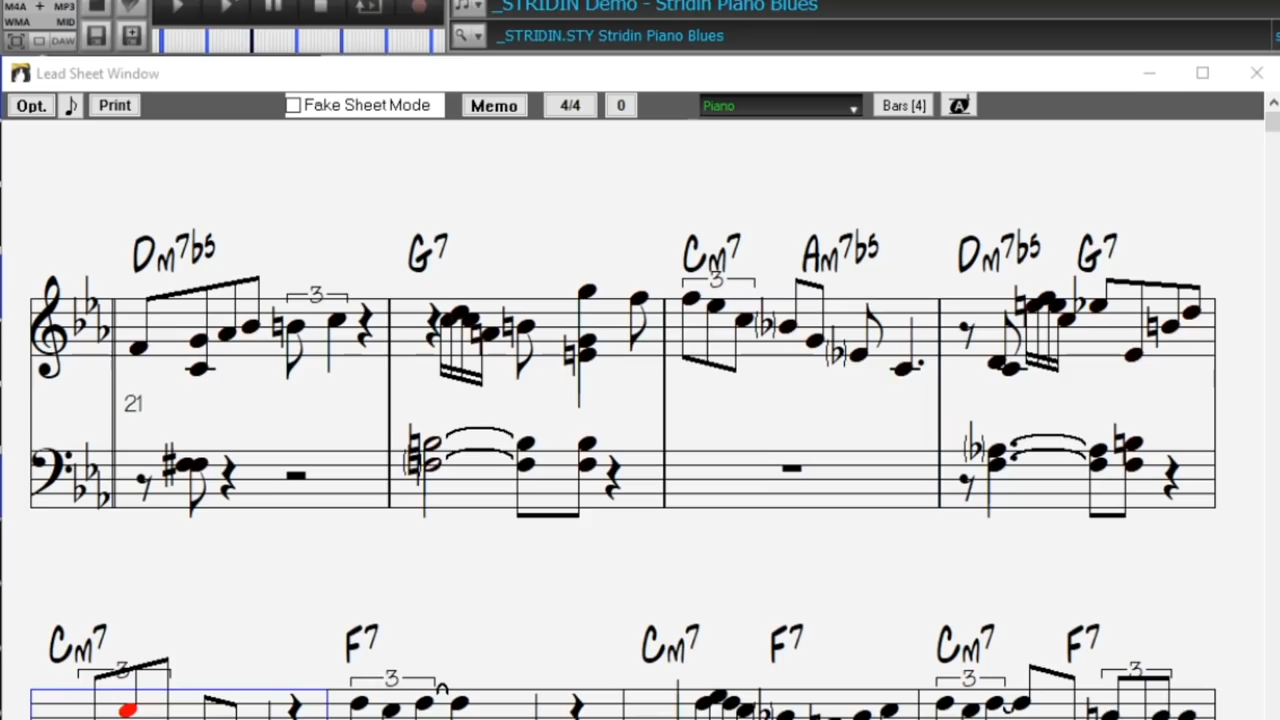 M4A + MP3
WMA MID
DAW
_STRIDIN Demo - Stridin Piano Blues
_STRIDIN.STY Stridin Piano Blues
Lead Sheet Window
Opt. Print Fake Sheet Mode Memo 4/4 0 Piano Bars [4] A
Dm7b5 G7 Cm7 Am7b5 Dm7b5 G7
3 3
21
Cm7 F7 Cm7 F7 Cm7 F7
3 3 3 3